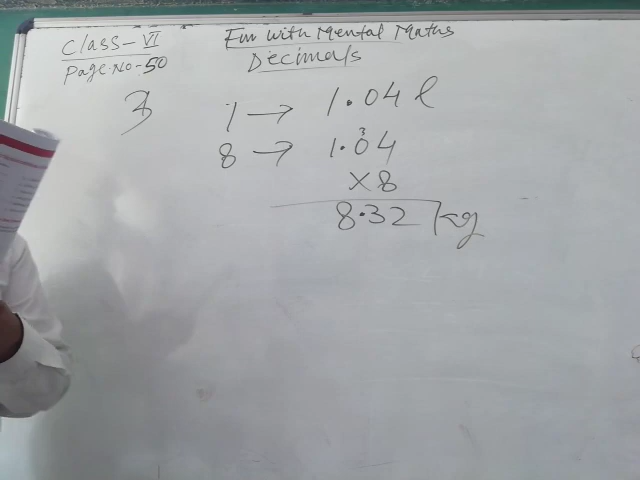 Class-VI
Page.No-50
Fun with Mental Maths
Decimals
3
1 → 1.04 l
8 → 1.04
3
×8
8.32 kg